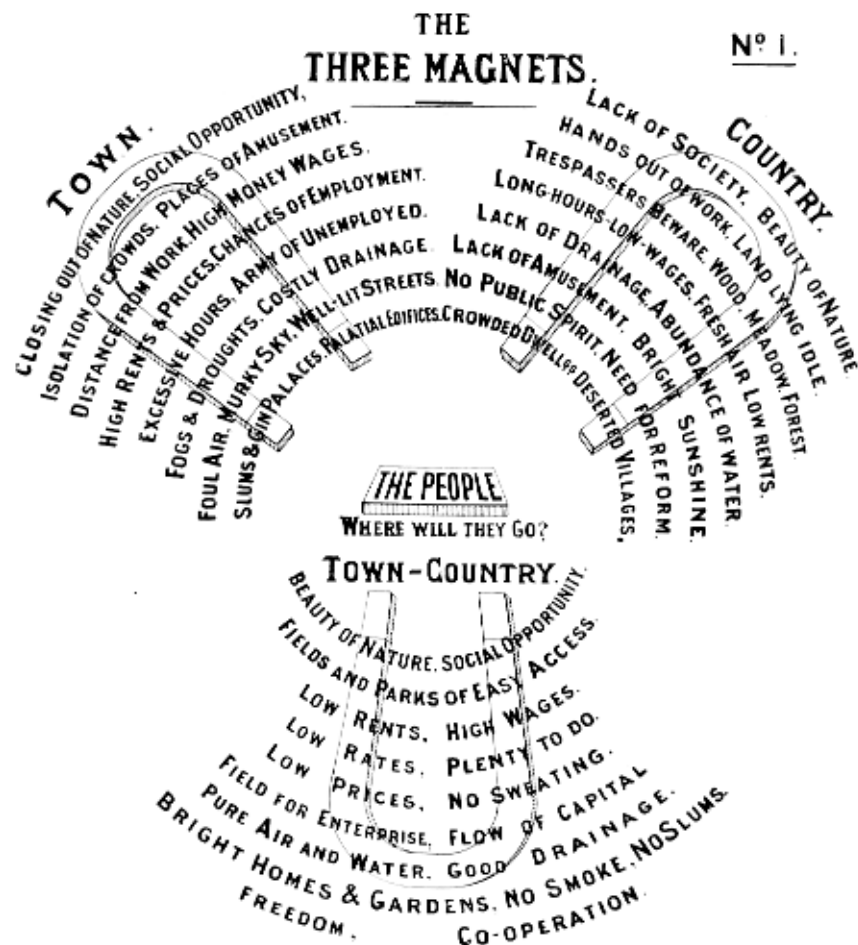 THE
THREE MAGNETS.
Nº 1.
TOWN.
CLOSING OUT OF NATURE. SOCIAL OPPORTUNITY,
ISOLATION OF CROWDS. PLACES OF AMUSEMENT.
DISTANCE FROM WORK. HIGH MONEY WAGES.
HIGH RENTS & PRICES. CHANCES OF EMPLOYMENT.
EXCESSIVE HOURS, ARMY OF UNEMPLOYED.
FOGS & DROUGHTS. COSTLY DRAINAGE.
FOUL AIR. MURKY SKY. WELL-LIT STREETS.
SLUMS & GIN PALACES. PALATIAL EDIFICES.
COUNTRY.
LACK OF SOCIETY. BEAUTY OF NATURE.
HANDS OUT OF WORK. LAND LYING IDLE.
TRESPASSERS BEWARE. WOOD, MEADOW, FOREST.
LONG-HOURS-LOW-WAGES. FRESH AIR LOW RENTS.
LACK OF DRAINAGE. ABUNDANCE OF WATER
LACK OF AMUSEMENT. BRIGHT SUNSHINE.
NO PUBLIC SPIRIT. NEED FOR REFORM.
CROWDED DWELLGS DESERTED VILLAGES,
THE PEOPLE
WHERE WILL THEY GO?
TOWN-COUNTRY.
BEAUTY OF NATURE. SOCIAL OPPORTUNITY.
FIELDS AND PARKS OF EASY ACCESS.
LOW RENTS, HIGH WAGES.
LOW RATES, PLENTY TO DO.
LOW PRICES, NO SWEATING.
FIELD FOR ENTERPRISE, FLOW OF CAPITAL
PURE AIR AND WATER. GOOD DRAINAGE.
BRIGHT HOMES & GARDENS, NO SMOKE, NO SLUMS.
FREEDOM. CO-OPERATION.